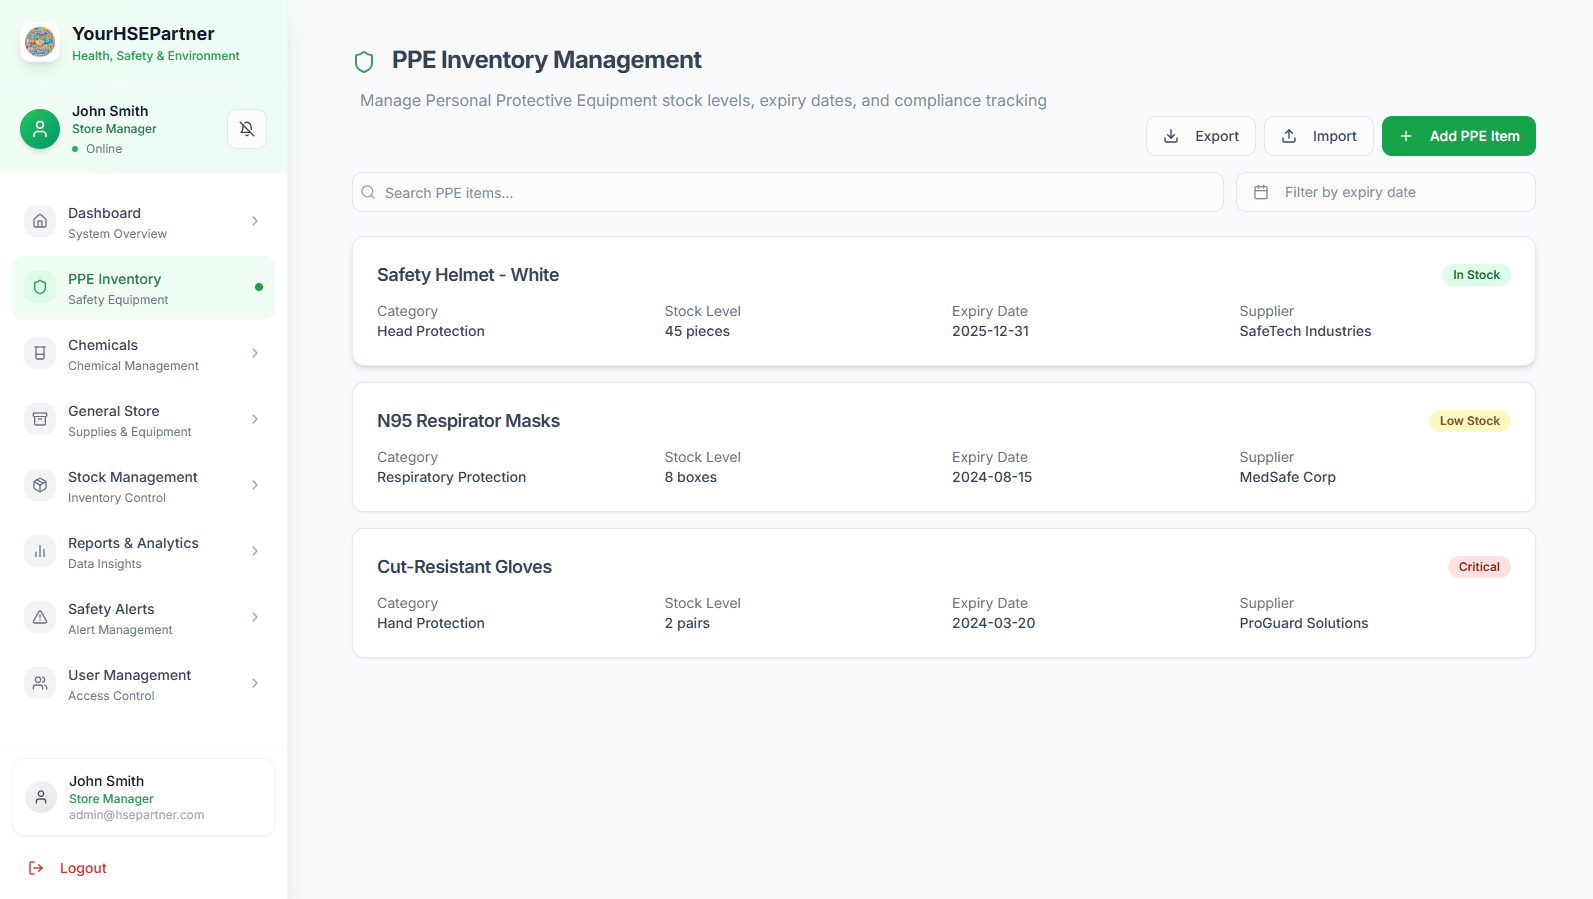 YourHSEPartner
Health, Safety & Environment
John Smith
Store Manager
Online
Dashboard
System Overview
PPE Inventory
Safety Equipment
Chemicals
Chemical Management
General Store
Supplies & Equipment
Stock Management
Inventory Control
Reports & Analytics
Data Insights
Safety Alerts
Alert Management
User Management
Access Control
John Smith
Store Manager
admin@hsepartner.com
Logout
PPE Inventory Management
Manage Personal Protective Equipment stock levels, expiry dates, and compliance tracking
Export Import Add PPE Item
Search PPE items... Filter by expiry date
Safety Helmet - White In Stock
Category Stock Level Expiry Date Supplier
Head Protection 45 pieces 2025-12-31 SafeTech Industries
N95 Respirator Masks Low Stock
Category Stock Level Expiry Date Supplier
Respiratory Protection 8 boxes 2024-08-15 MedSafe Corp
Cut-Resistant Gloves Critical
Category Stock Level Expiry Date Supplier
Hand Protection 2 pairs 2024-03-20 ProGuard Solutions